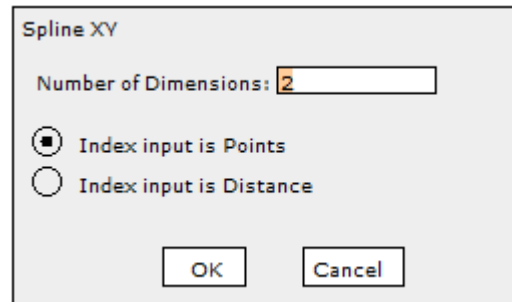 Spline XY
Number of Dimensions: 2
Index input is Points
Index input is Distance
OK Cancel